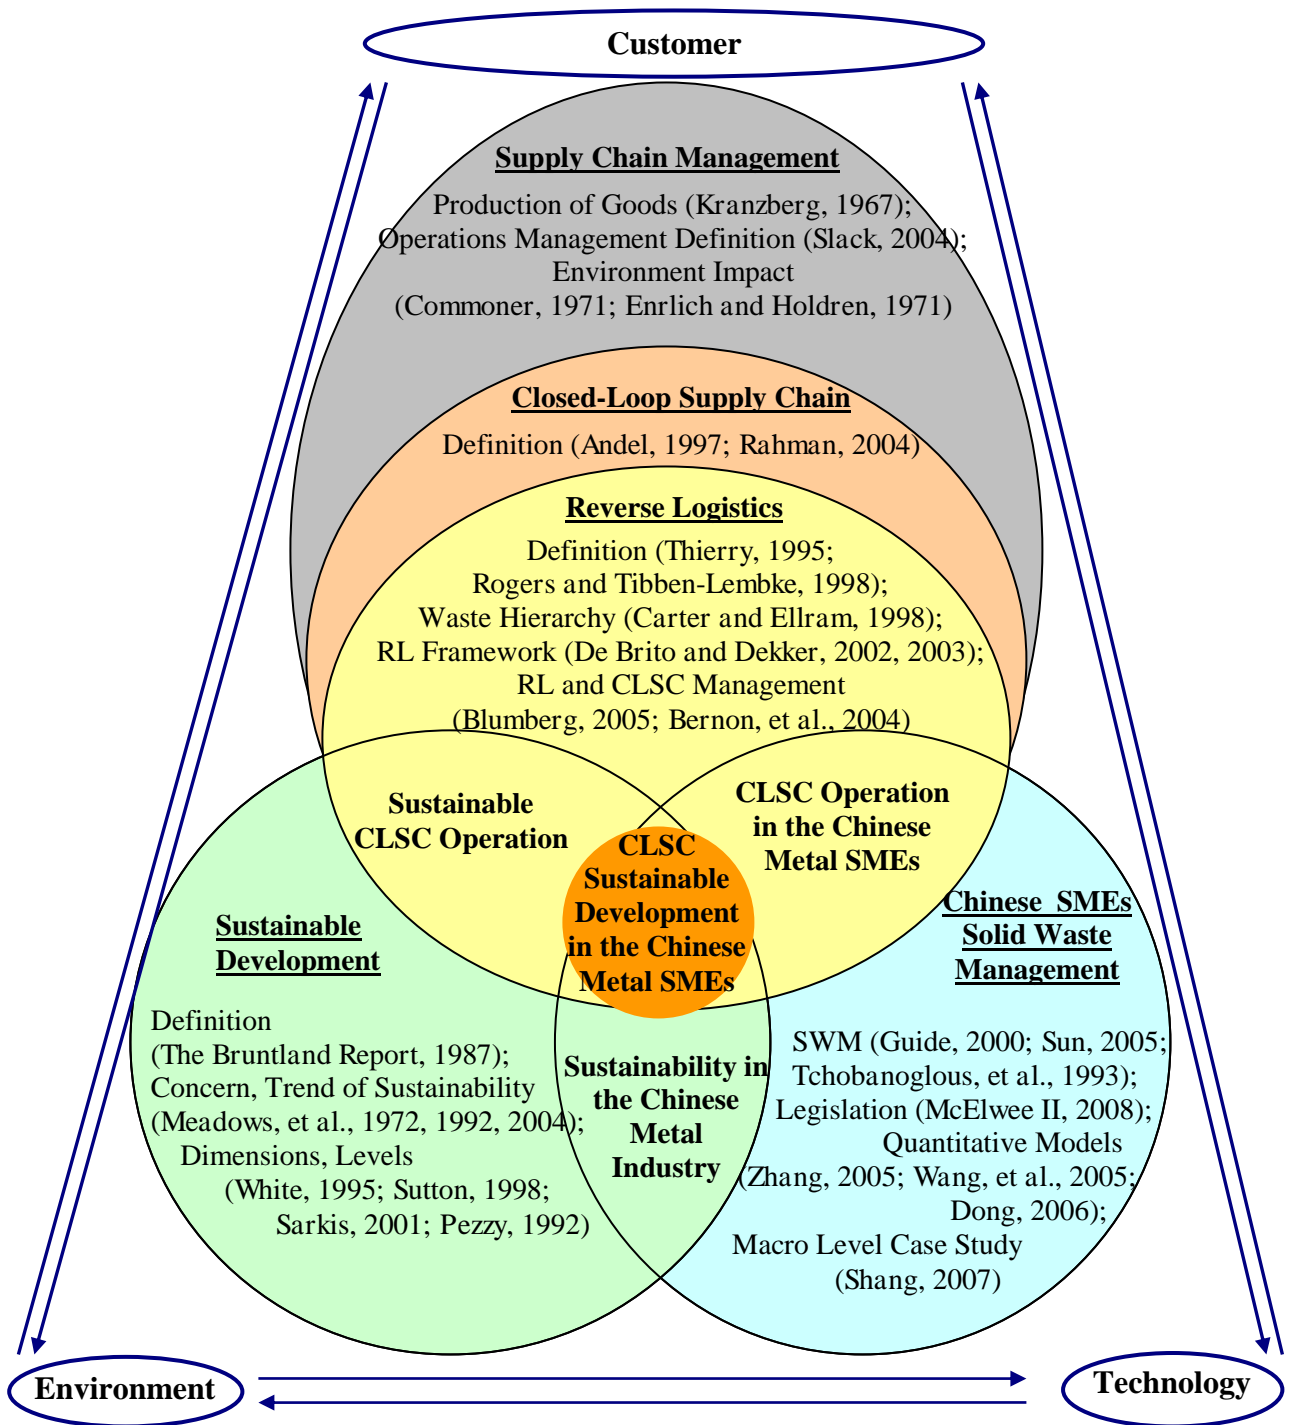 Customer
Supply Chain Management
Production of Goods (Kranzberg, 1967);
Operations Management Definition (Slack, 2004);
Environment Impact
(Commoner, 1971; Enrlich and Holdren, 1971)
Closed-Loop Supply Chain
Definition (Andel, 1997; Rahman, 2004)
Reverse Logistics
Definition (Thierry, 1995;
Rogers and Tibben-Lembke, 1998);
Waste Hierarchy (Carter and Ellram, 1998);
RL Framework (De Brito and Dekker, 2002, 2003);
RL and CLSC Management
(Blumberg, 2005; Bernon, et al., 2004)
Sustainable
CLSC Operation
CLSC Operation
in the Chinese
Metal SMEs
CLSC
Sustainable
Development
in the Chinese
Metal SMEs
Sustainable
Development
Definition
(The Bruntland Report, 1987);
Concern, Trend of Sustainability
(Meadows, et al., 1972, 1992, 2004);
Dimensions, Levels
(White, 1995; Sutton, 1998;
Sarkis, 2001; Pezzy, 1992)
Sustainability in
the Chinese
Metal
Industry
Chinese SMEs
Solid Waste
Management
SWM (Guide, 2000; Sun, 2005;
Tchobanoglous, et al., 1993);
Legislation (McElwee II, 2008);
Quantitative Models
(Zhang, 2005; Wang, et al., 2005;
Dong, 2006);
Macro Level Case Study
(Shang, 2007)
Environment
Technology